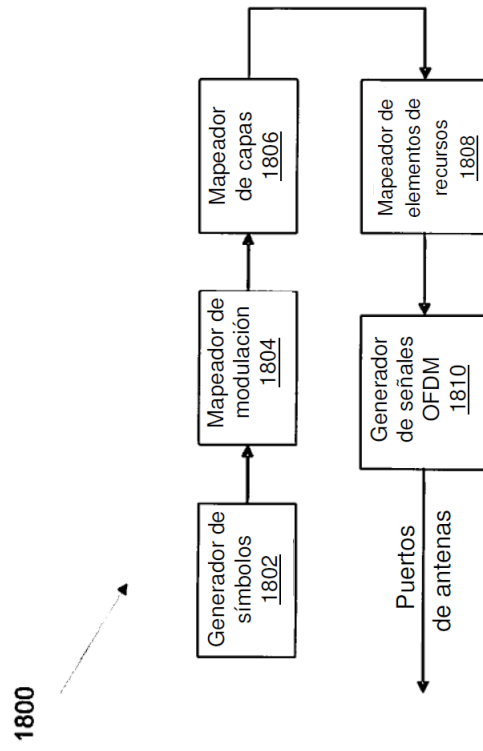 1800
Generador de
símbolos
1802
Mapeador de
modulación
1804
Mapeador
de capas
1806
Mapeador de
elementos de
recursos
1808
Generador
de señales
OFDM
1810
Puertos
de antenas